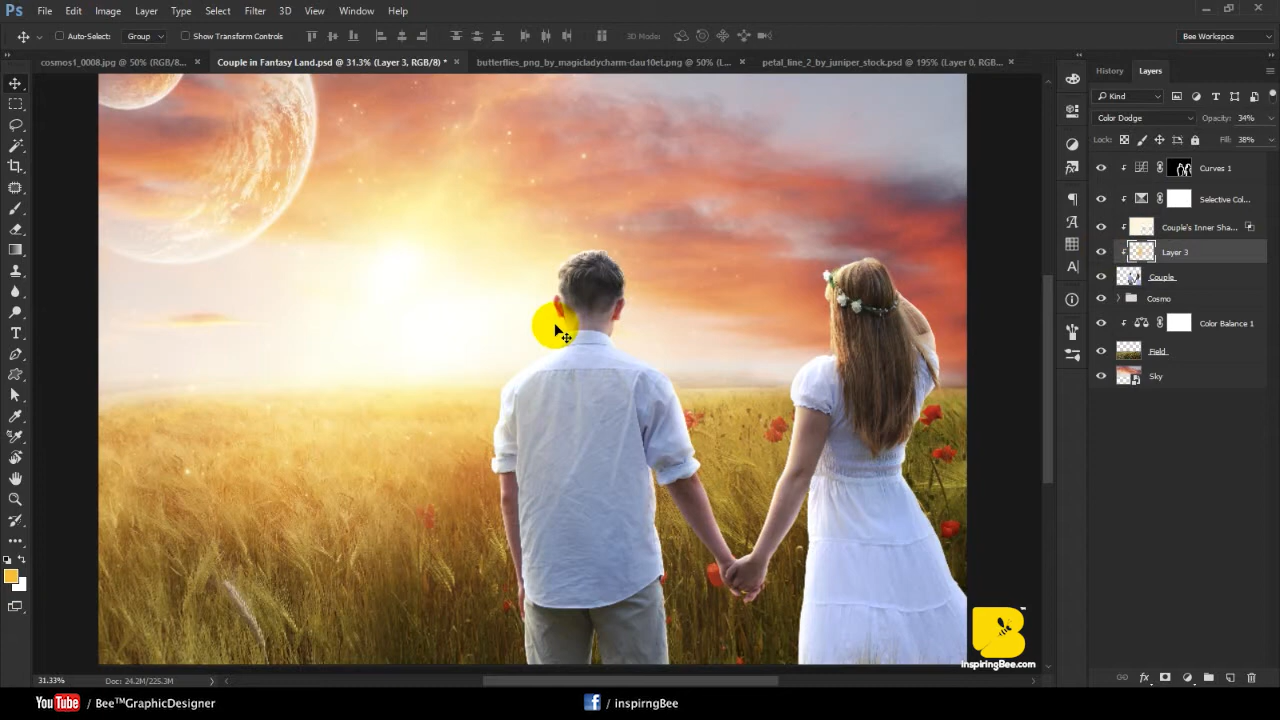 Ps File Edit Image Layer Type Select Filter 3D View Window Help
Auto-Select: Group Show Transform Controls 3D Mode: Bee Workspce
cosmos1_0008.jpg @ 50% (RGB/8... × Couple in Fantasy Land.psd @ 31.3% (Layer 3, RGB/8) * × butterflies_png_by_magicladycharm-dau10et.png @ 50% (L... × petal_line_2_by_juniper_stock.psd @ 195% (Layer 0, RGB... ×
History Layers
Kind
Color Dodge Opacity: 34%
Lock: Fill: 38%
Curves 1
Selective Col...
Couple's Inner Sha...
Layer 3
Couple
Cosmo
Color Balance 1
Field
Sky
B™
inspiringBee.com
31.33% Doc: 24.2M/225.3M
YouTube / Bee™GraphicDesigner f / inspirngBee